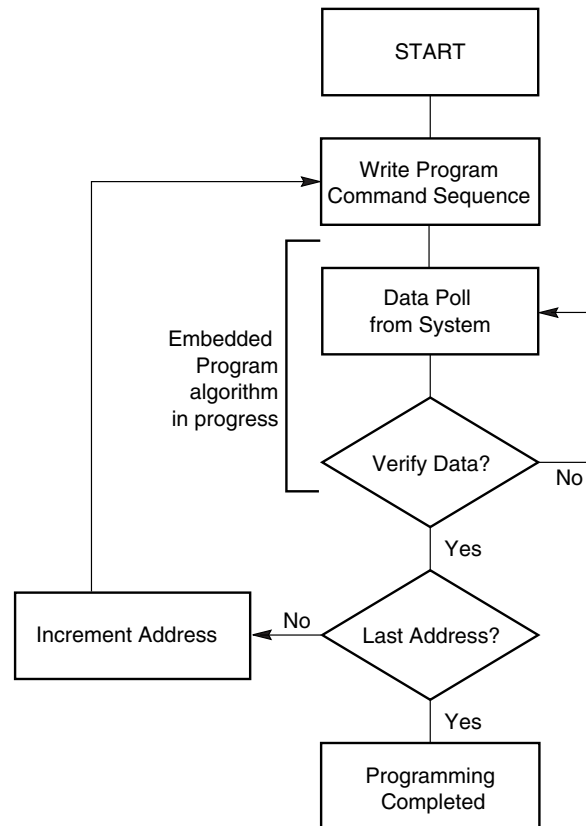 START
Write Program
Command Sequence
Data Poll
from System
Embedded
Program
algorithm
in progress
Verify Data?
No
Yes
No
Increment Address
Last Address?
Yes
Programming
Completed